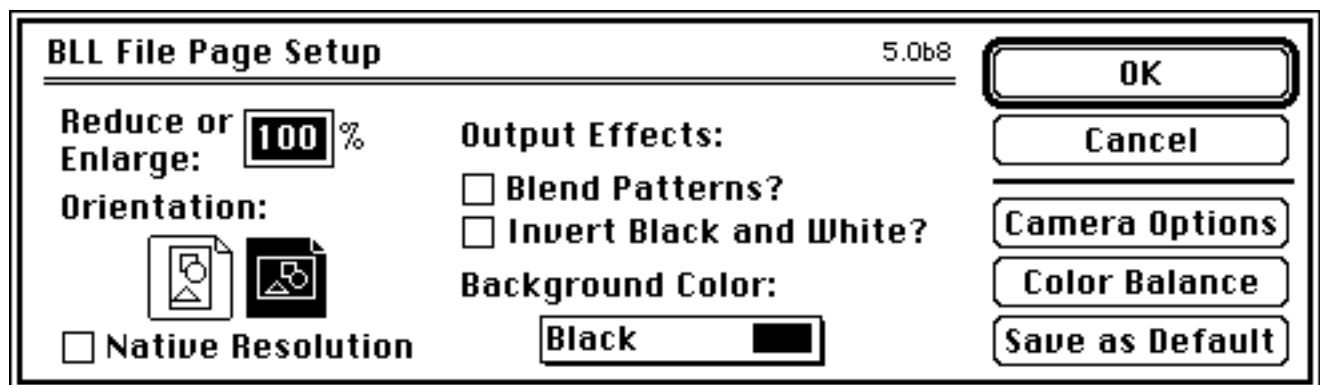 BLL File Page Setup
5.0b8
OK
Reduce or
Enlarge:
100
%
Output Effects:
Cancel
Blend Patterns?
Orientation:
Invert Black and White?
Camera Options
Background Color:
Color Balance
Native Resolution
Black
Save as Default